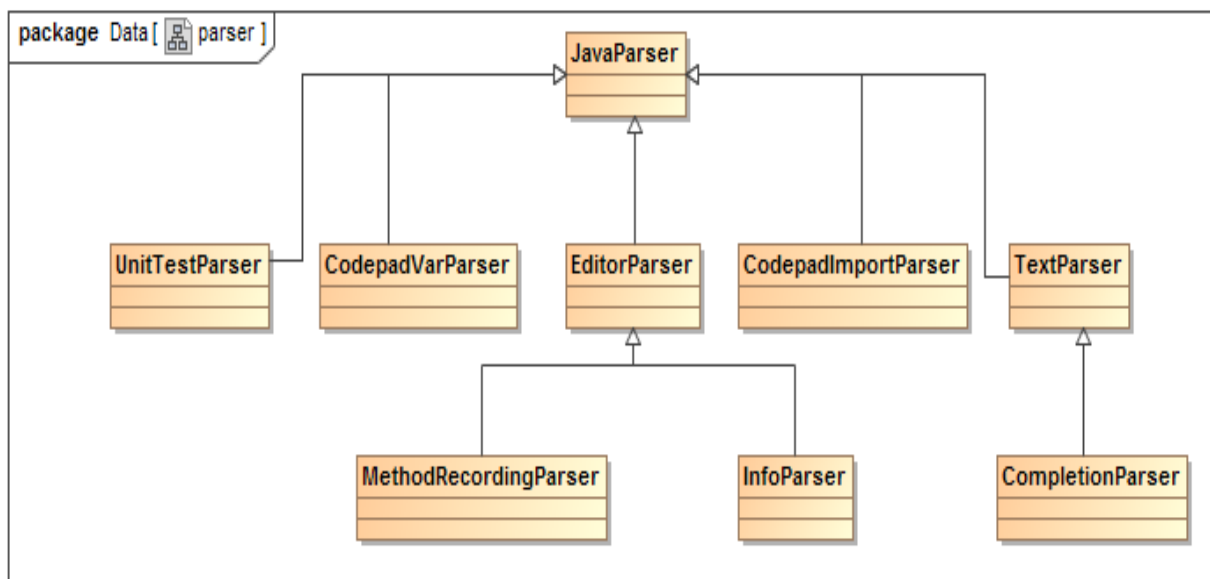 package Data [ parser ]
JavaParser
UnitTestParser
CodepadVarParser
EditorParser
CodepadImportParser
TextParser
MethodRecordingParser
InfoParser
CompletionParser